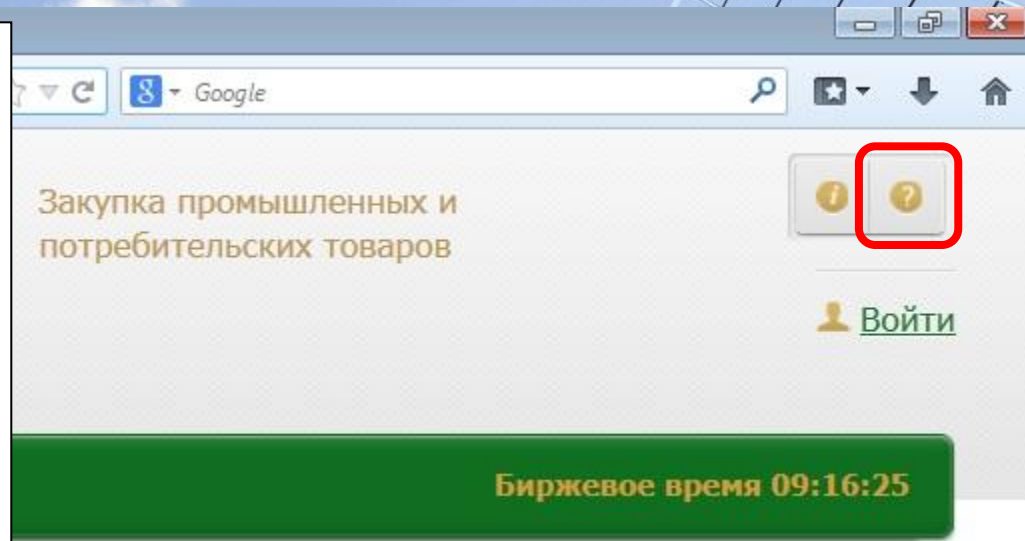 Google
Закупка промышленных и
потребительских товаров
Войти
Биржевое время 09:16:25